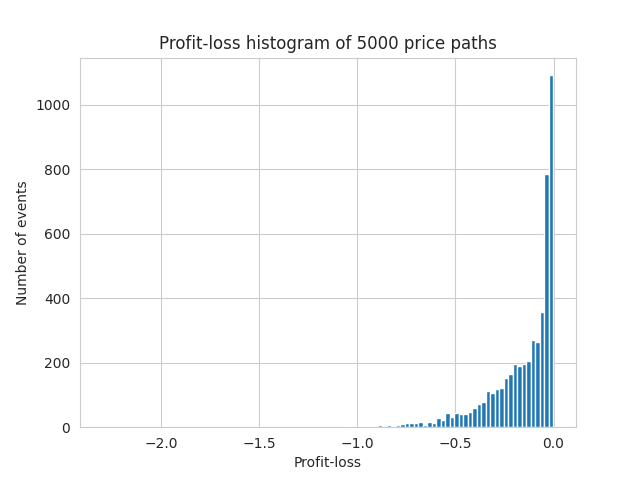 Profit-loss histogram of 5000 price paths
1000
800
600
400
200
0
Number of events
−2.0 −1.5 −1.0 −0.5 0.0
Profit-loss